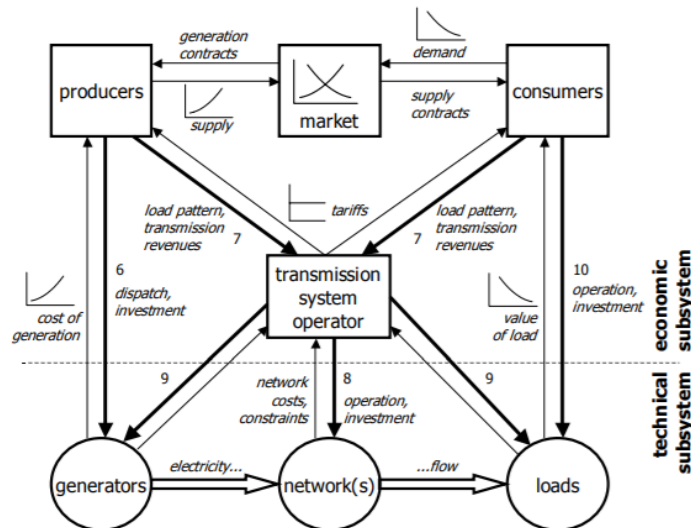 generation
contracts
demand
producers
supply
market
supply
contracts
consumers
load pattern,
transmission
revenues
7
tariffs
7
load pattern,
transmission
revenues
6
dispatch,
investment
cost of
generation
transmission
system
operator
value
of load
10
operation,
investment
economic
subsystem
9
network
costs,
constraints
8
operation,
investment
9
technical
subsystem
generators
electricity...
network(s)
...flow
loads